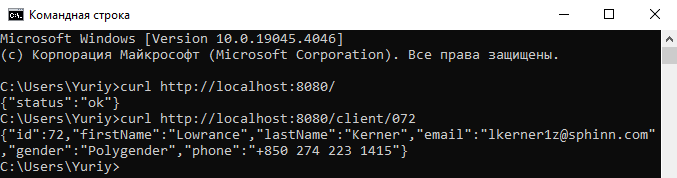 Командная строка
Microsoft Windows [Version 10.0.19045.4046]
(c) Корпорация Майкрософт (Microsoft Corporation). Все права защищены.
C:\Users\Yuriy>curl http://localhost:8080/
{"status":"ok"}
C:\Users\Yuriy>curl http://localhost:8080/client/072
{"id":72,"firstName":"Lowrance","lastName":"Kerner","email":"lkerner1z@sphinn.com"
,"gender":"Polygender","phone":"+850 274 223 1415"}
C:\Users\Yuriy>